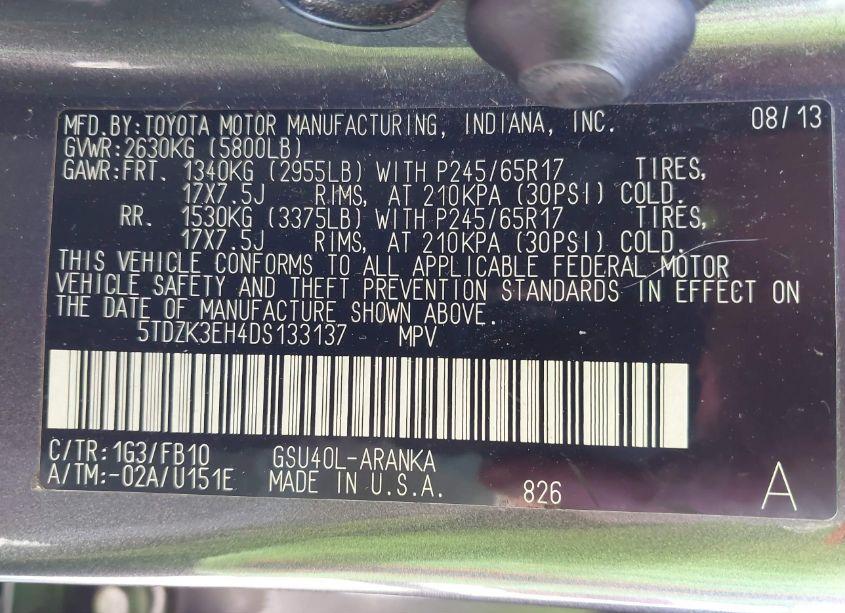 MFD.BY:TOYOTA MOTOR MANUFACTURING, INDIANA, INC. 08/13
GVWR:2630KG (5800LB)
GAWR:FRT. 1340KG (2955LB) WITH P245/65R17 TIRES,
17X7.5J RIMS, AT 210KPA (30PSI) COLD.
RR. 1530KG (3375LB) WITH P245/65R17 TIRES,
17X7.5J RIMS, AT 210KPA (30PSI) COLD.
THIS VEHICLE CONFORMS TO ALL APPLICABLE FEDERAL MOTOR
VEHICLE SAFETY AND THEFT PREVENTION STANDARDS IN EFFECT ON
THE DATE OF MANUFACTURE SHOWN ABOVE.
5TDZK3EH4DS133137 MPV
C/TR:1G3/FB10 GSU40L-ARANKA
A/TM:-02A/U151E MADE IN U.S.A. 826 A